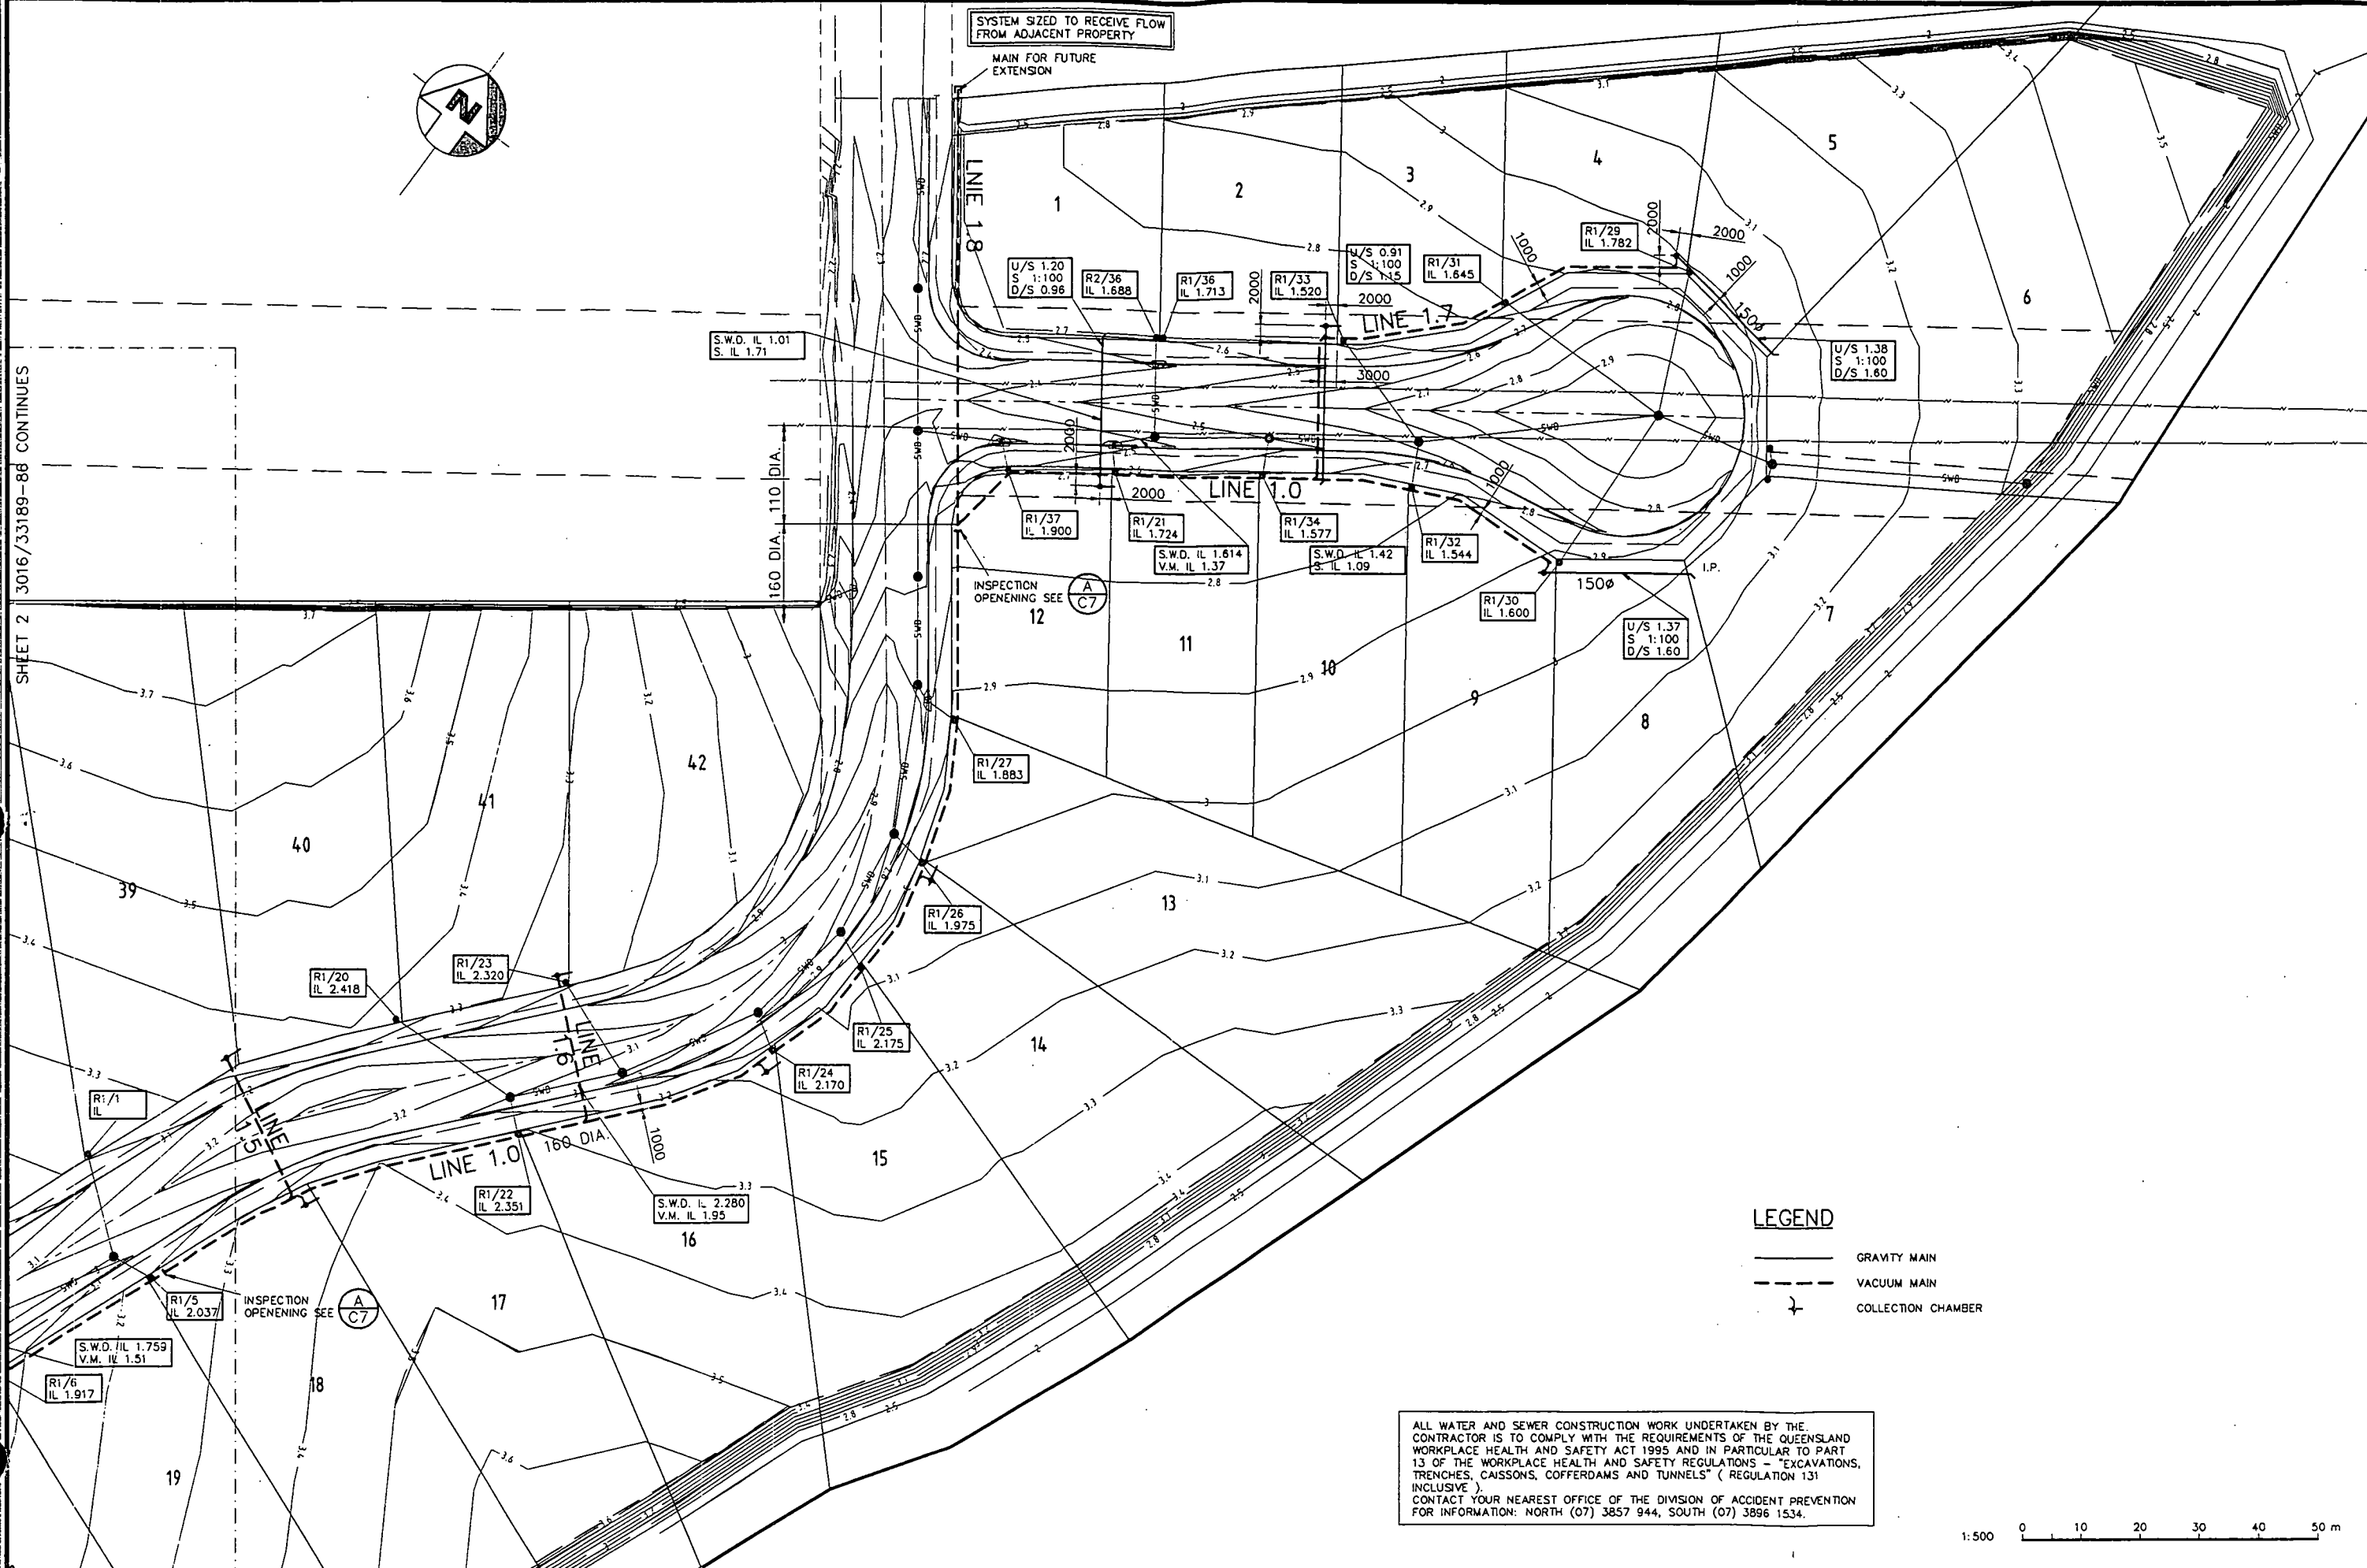 SYSTEM SIZED TO RECEIVE FLOW
FROM ADJACENT PROPERTY
MAIN FOR FUTURE
EXTENSION
N
LNIE 1.8
1
2
3
4
5
6
U/S 1.20
S 1:100
D/S 0.96
R2/36
IL 1.688
R1/36
IL 1.713
2000
R1/33
IL 1.520
U/S 0.91
S 1:100
D/S 1.15
R1/31
IL 1.645
1000
R1/29
IL 1.782
2000
2000
1000
150ø
2000
LINE 1.7
S.W.D. IL 1.01
S. IL 1.71
U/S 1.38
S 1:100
D/S 1.60
3000
SHEET 2 3016/33189-86 CONTINUES
160 DIA.
110 DIA.
2000
2000
LINE 1.0
1000
R1/37
IL 1.900
R1/21
IL 1.724
R1/34
IL 1.577
R1/32
IL 1.544
S.W.D. IL 1.614
V.M. IL 1.37
S.W.D. IL 1.42
S. IL 1.09
INSPECTION
OPENENING SEE
A
C7
12
11
10
9
8
7
I.P.
150ø
R1/30
IL 1.600
U/S 1.37
S 1:100
D/S 1.60
R1/27
IL 1.883
42
41
40
39
13
R1/26
IL 1.975
R1/23
IL 2.320
R1/20
IL 2.418
R1/25
IL 2.175
14
R1/24
IL 2.170
LINE
1.6
R1/1
IL
LINE
1.5
LINE 1.0
160 DIA.
1000
15
R1/22
IL 2.351
S.W.D. IL 2.280
V.M. IL 1.95
16
17
R1/5
IL 2.037
INSPECTION
OPENENING SEE
A
C7
S.W.D. IL 1.759
V.M. IL 1.51
R1/6
IL 1.917
18
19
LEGEND
GRAVITY MAIN
VACUUM MAIN
COLLECTION CHAMBER
ALL WATER AND SEWER CONSTRUCTION WORK UNDERTAKEN BY THE.
CONTRACTOR IS TO COMPLY WITH THE REQUIREMENTS OF THE QUEENSLAND
WORKPLACE HEALTH AND SAFETY ACT 1995 AND IN PARTICULAR TO PART
13 OF THE WORKPLACE HEALTH AND SAFETY REGULATIONS – "EXCAVATIONS,
TRENCHES, CAISSONS, COFFERDAMS AND TUNNELS" ( REGULATION 131
INCLUSIVE ).
CONTACT YOUR NEAREST OFFICE OF THE DIVISION OF ACCIDENT PREVENTION
FOR INFORMATION: NORTH (07) 3857 944, SOUTH (07) 3896 1534.
1:500
0 10 20 30 40 50 m